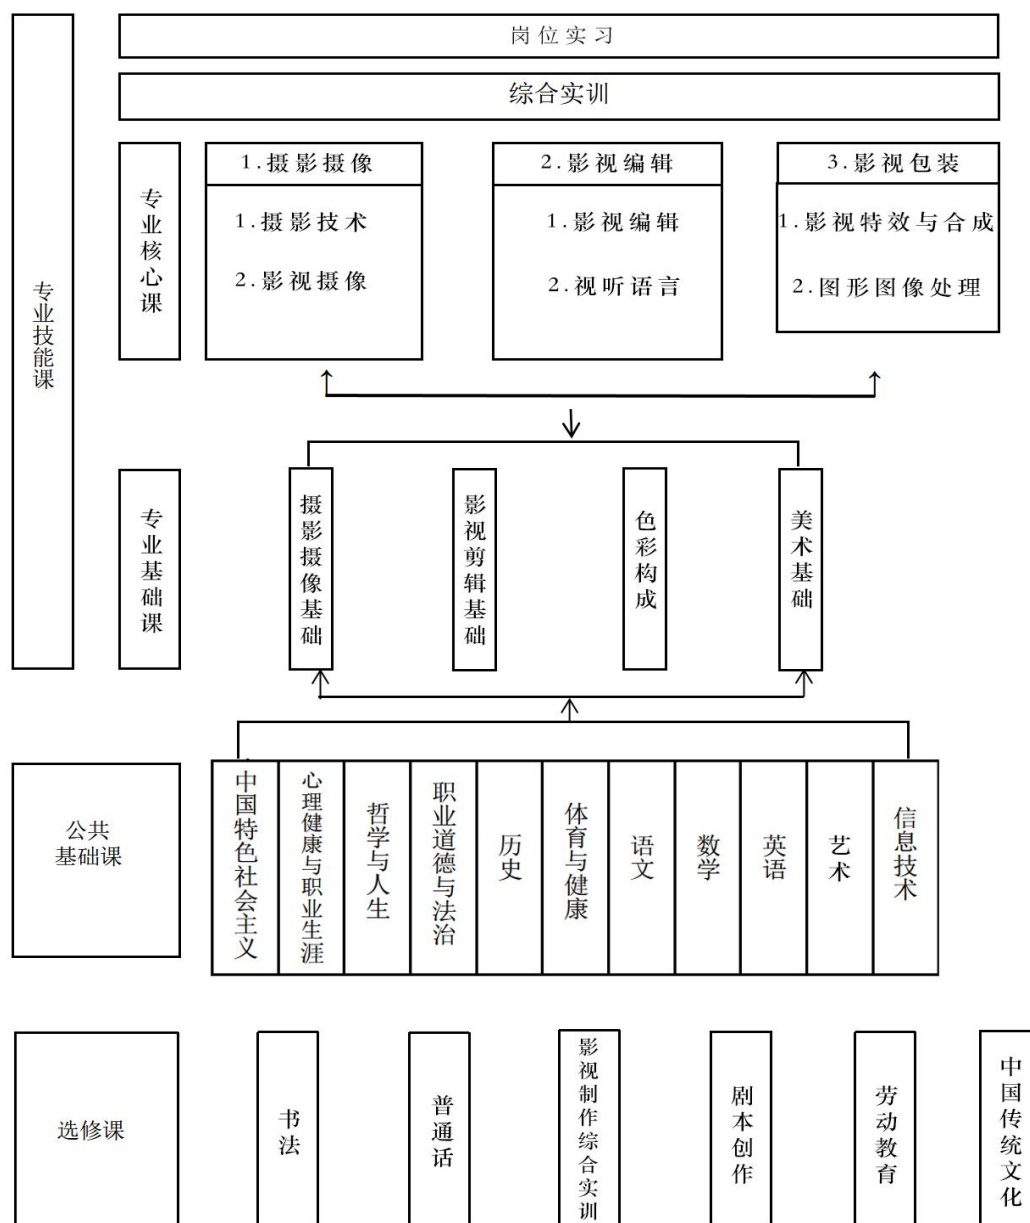 岗位实习
综合实训
专业技能课
专业核心课
1.摄影摄像
1.摄影技术
2.影视摄像
2.影视编辑
1.影视编辑
2.视听语言
3.影视包装
1.影视特效与合成
2.图形图像处理
专业基础课
摄影摄像基础
影视剪辑基础
色彩构成
美术基础
公共
基础课
中国特色社会主义
心理健康与职业生涯
哲学与人生
职业道德与法治
历史
体育与健康
语文
数学
英语
艺术
信息技术
选修课
书法
普通话
影视制作综合实训
剧本创作
劳动教育
中国传统文化